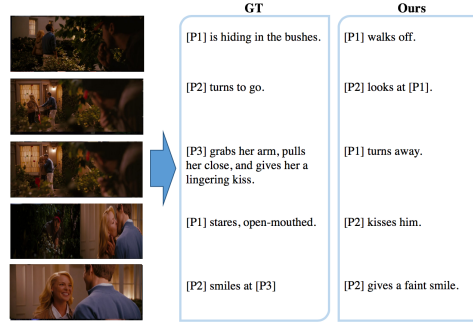 GT
Ours
[P1] is hiding in the bushes.
[P1] walks off.
[P2] turns to go.
[P2] looks at [P1].
[P3] grabs her arm, pulls
her close, and gives her a
lingering kiss.
[P1] turns away.
[P1] stares, open-mouthed.
[P2] kisses him.
[P2] smiles at [P3]
[P2] gives a faint smile.